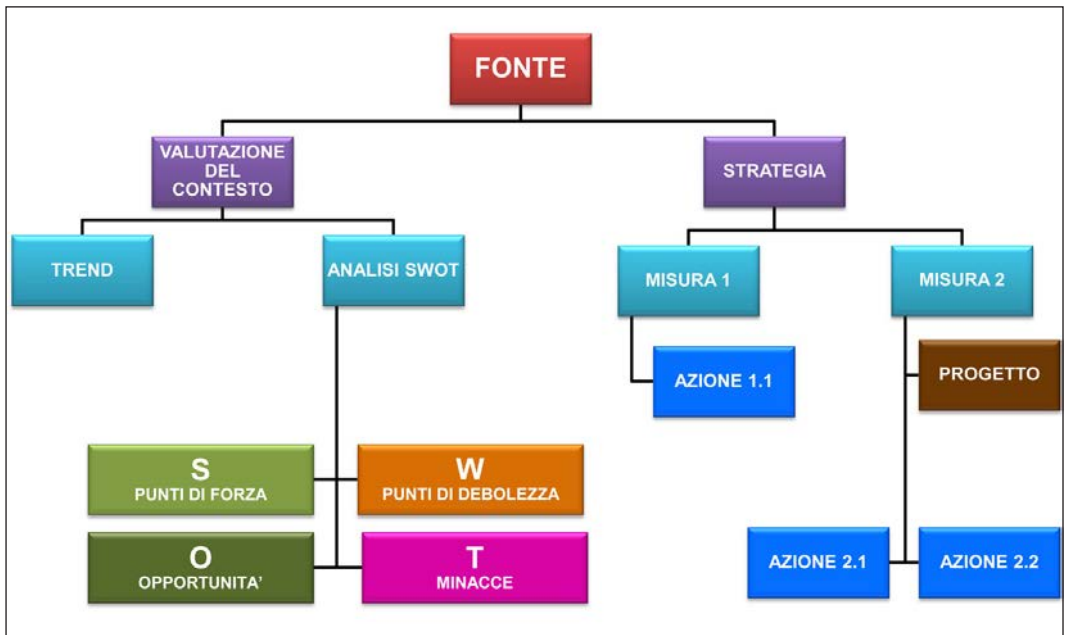 FONTE
VALUTAZIONE
DEL
CONTESTO
STRATEGIA
TREND
ANALISI SWOT
MISURA 1
MISURA 2
AZIONE 1.1
PROGETTO
S
PUNTI DI FORZA
W
PUNTI DI DEBOLEZZA
O
OPPORTUNITA’
T
MINACCE
AZIONE 2.1
AZIONE 2.2